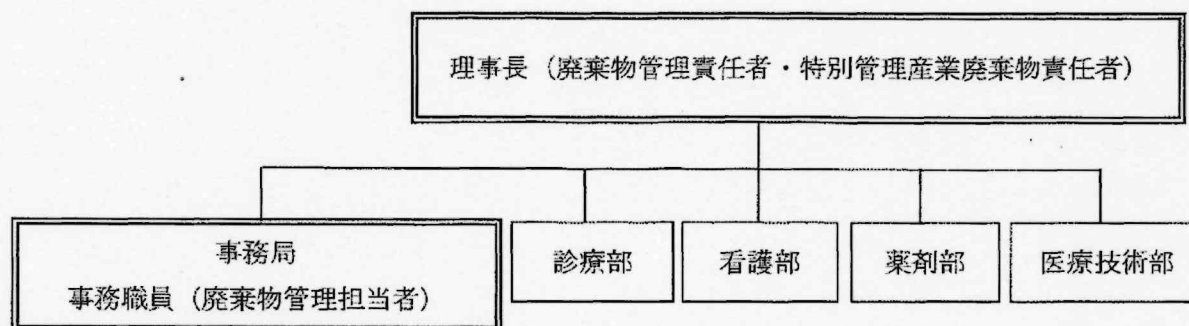 理事長（廃棄物管理責任者・特別管理産業廃棄物責任者）
事務局
事務職員（廃棄物管理担当者）
診療部
看護部
薬剤部
医療技術部